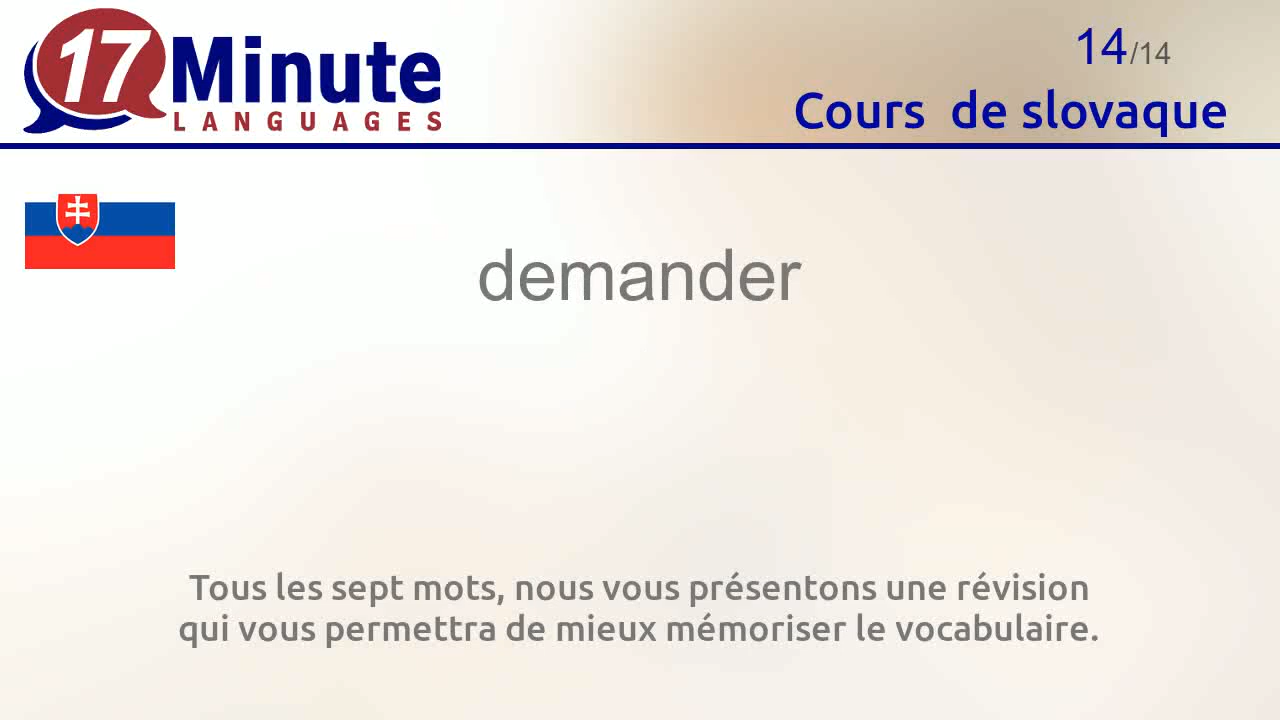 17 Minute
LANGUAGES
14/14
Cours de slovaque
demander
Tous les sept mots, nous vous présentons une révision
qui vous permettra de mieux mémoriser le vocabulaire.